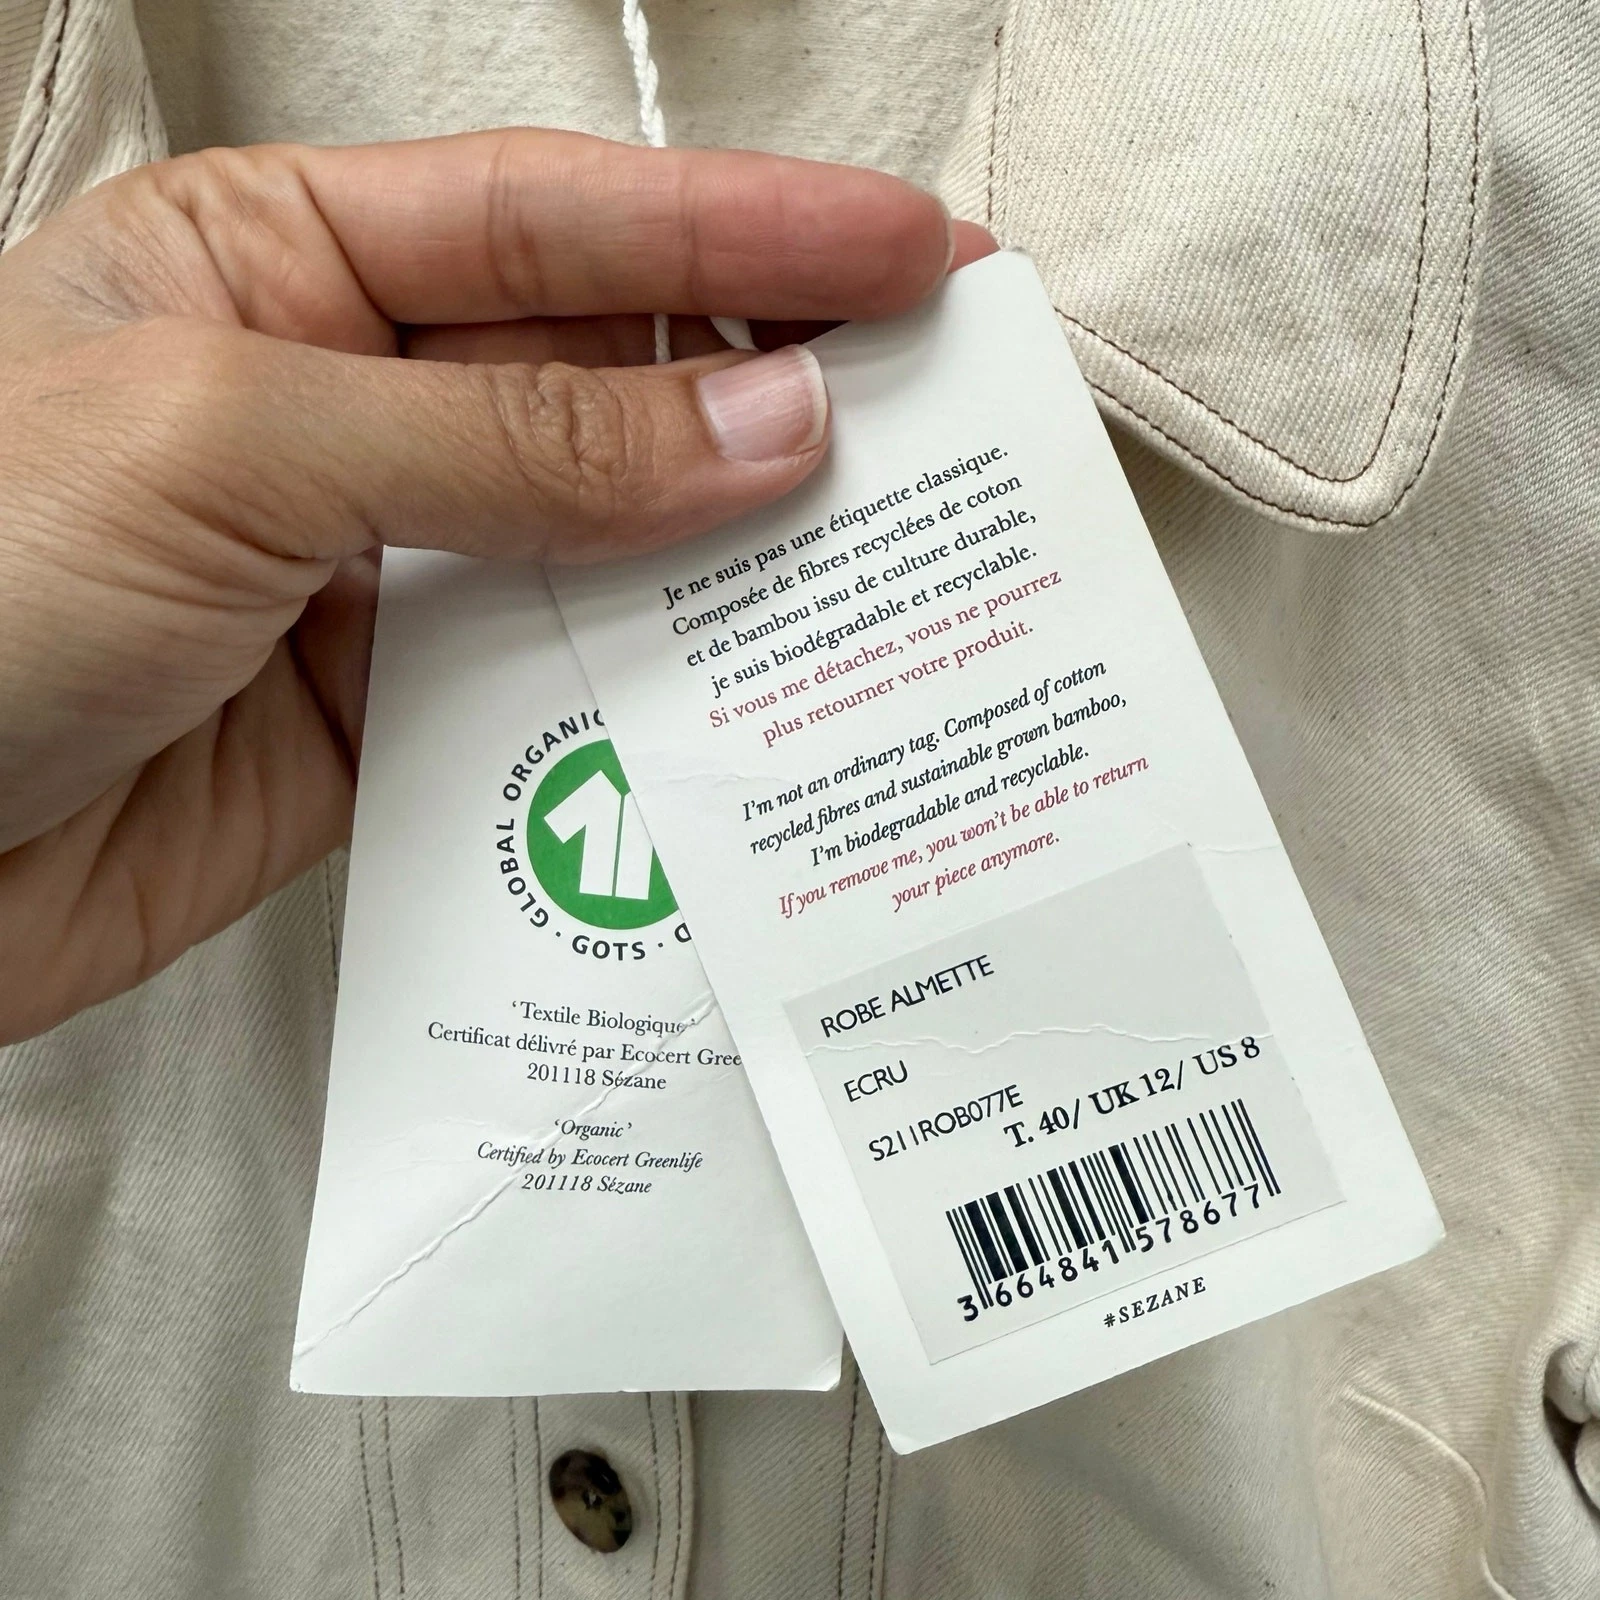 GLOBAL ORGANIC
· GOTS ·
‘Textile Biologique’
Certificat délivré par Ecocert Gree
201118 Sézane
‘Organic’
Certified by Ecocert Greenlife
201118 Sézane
Je ne suis pas une étiquette classique.
Composée de fibres recyclées de coton
et de bambou issu de culture durable,
je suis biodégradable et recyclable.
Si vous me détachez, vous ne pourrez
plus retourner votre produit.
I’m not an ordinary tag. Composed of cotton
recycled fibres and sustainable grown bamboo,
I’m biodegradable and recyclable.
If you remove me, you won’t be able to return
your piece anymore.
ROBE ALMETTE
ECRU
S211ROB077E
T. 40/ UK 12/ US 8
3 664841 578677
#SEZANE